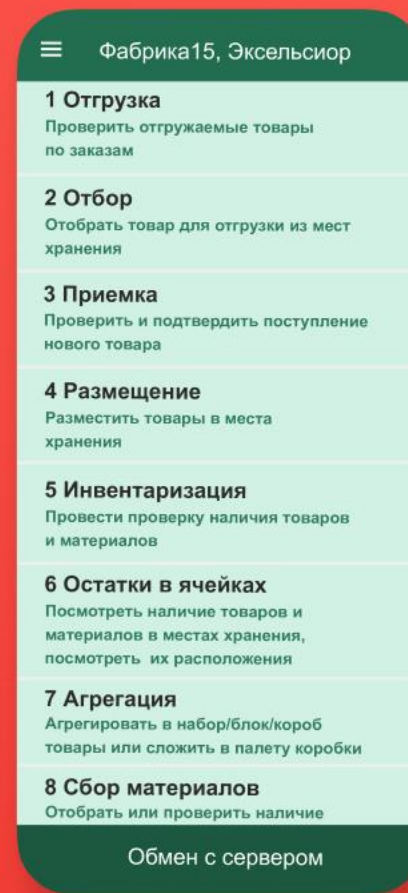 Фабрика15, Эксельсиор
1 Отгрузка
Проверить отгружаемые товары
по заказам
2 Отбор
Отобрать товар для отгрузки из мест
хранения
3 Приемка
Проверить и подтвердить поступление
нового товара
4 Размещение
Разместить товары в места
хранения
5 Инвентаризация
Провести проверку наличия товаров
и материалов
6 Остатки в ячейках
Посмотреть наличие товаров и
материалов в местах хранения,
посмотреть их расположения
7 Агрегация
Агрегировать в набор/блок/короб
товары или сложить в палету коробки
8 Сбор материалов
Отобрать или проверить наличие
Обмен с сервером